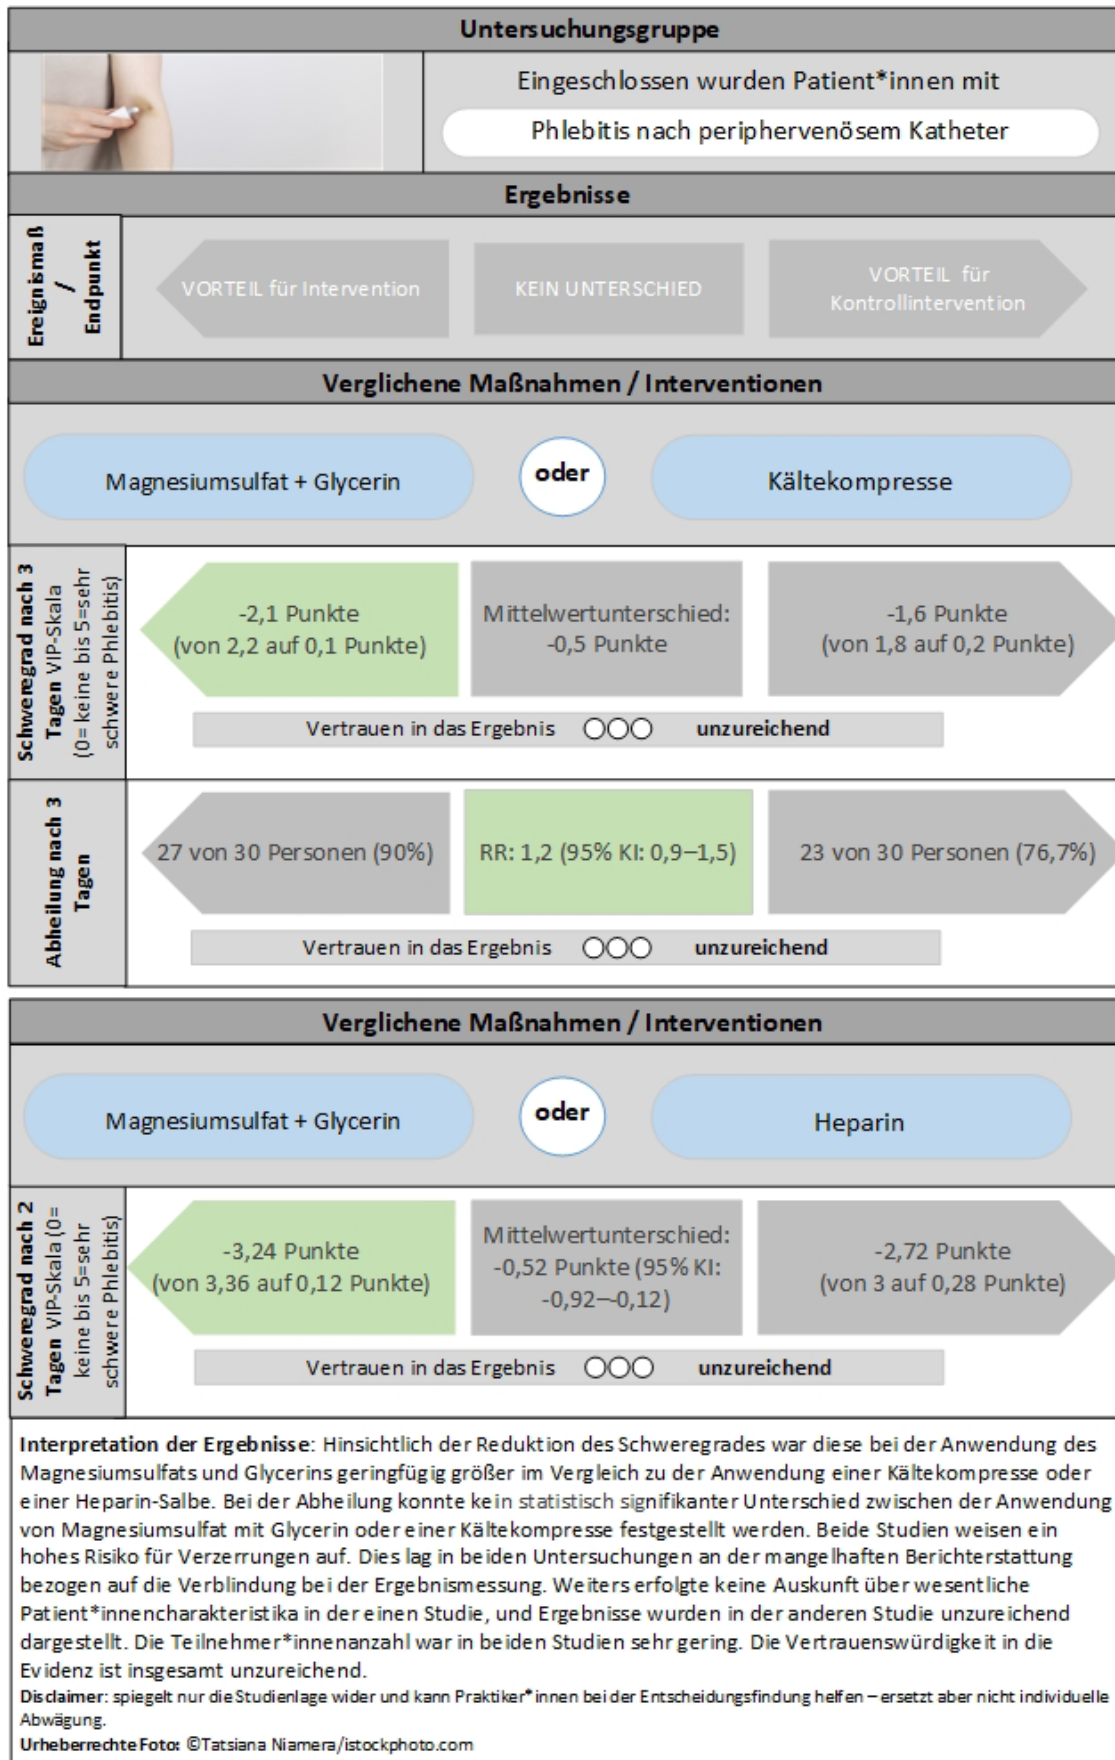 Untersuchungsgruppe
Eingeschlossen wurden Patient*innen mit
Phlebitis nach periphervenösem Katheter
Ergebnisse
Ereignismaß
/
Endpunkt
VORTEIL für Intervention
KEIN UNTERSCHIED
VORTEIL für
Kontrollintervention
Verglichene Maßnahmen / Interventionen
Magnesiumsulfat + Glycerin
oder
Kältekompresse
Schweregrad nach 3
Tagen VIP-Skala
(0= keine bis 5=sehr
schwere Phlebitis)
-2,1 Punkte
(von 2,2 auf 0,1 Punkte)
Mittelwertunterschied:
-0,5 Punkte
-1,6 Punkte
(von 1,8 auf 0,2 Punkte)
Vertrauen in das Ergebnis ○○○ unzureichend
Abheilung nach 3
Tagen
27 von 30 Personen (90%)
RR: 1,2 (95% KI: 0,9–1,5)
23 von 30 Personen (76,7%)
Vertrauen in das Ergebnis ○○○ unzureichend
Verglichene Maßnahmen / Interventionen
Magnesiumsulfat + Glycerin
oder
Heparin
Schweregrad nach 2
Tagen VIP-Skala (0=
keine bis 5=sehr
schwere Phlebitis)
-3,24 Punkte
(von 3,36 auf 0,12 Punkte)
Mittelwertunterschied:
-0,52 Punkte (95% KI:
-0,92–-0,12)
-2,72 Punkte
(von 3 auf 0,28 Punkte)
Vertrauen in das Ergebnis ○○○ unzureichend
Interpretation der Ergebnisse: Hinsichtlich der Reduktion des Schweregrades war diese bei der Anwendung des
Magnesiumsulfats und Glycerins geringfügig größer im Vergleich zu der Anwendung einer Kältekompresse oder
einer Heparin-Salbe. Bei der Abheilung konnte kein statistisch signifikanter Unterschied zwischen der Anwendung
von Magnesiumsulfat mit Glycerin oder einer Kältekompresse festgestellt werden. Beide Studien weisen ein
hohes Risiko für Verzerrungen auf. Dies lag in beiden Untersuchungen an der mangelhaften Berichterstattung
bezogen auf die Verblindung bei der Ergebnismessung. Weiters erfolgte keine Auskunft über wesentliche
Patient*innencharakteristika in der einen Studie, und Ergebnisse wurden in der anderen Studie unzureichend
dargestellt. Die Teilnehmer*innenanzahl war in beiden Studien sehr gering. Die Vertrauenswürdigkeit in die
Evidenz ist insgesamt unzureichend.
Disclaimer: spiegelt nur die Studienlage wider und kann Praktiker*innen bei der Entscheidungsfindung helfen – ersetzt aber nicht individuelle
Abwägung.
Urheberrechte Foto: ©Tatsiana Niamera/istockphoto.com